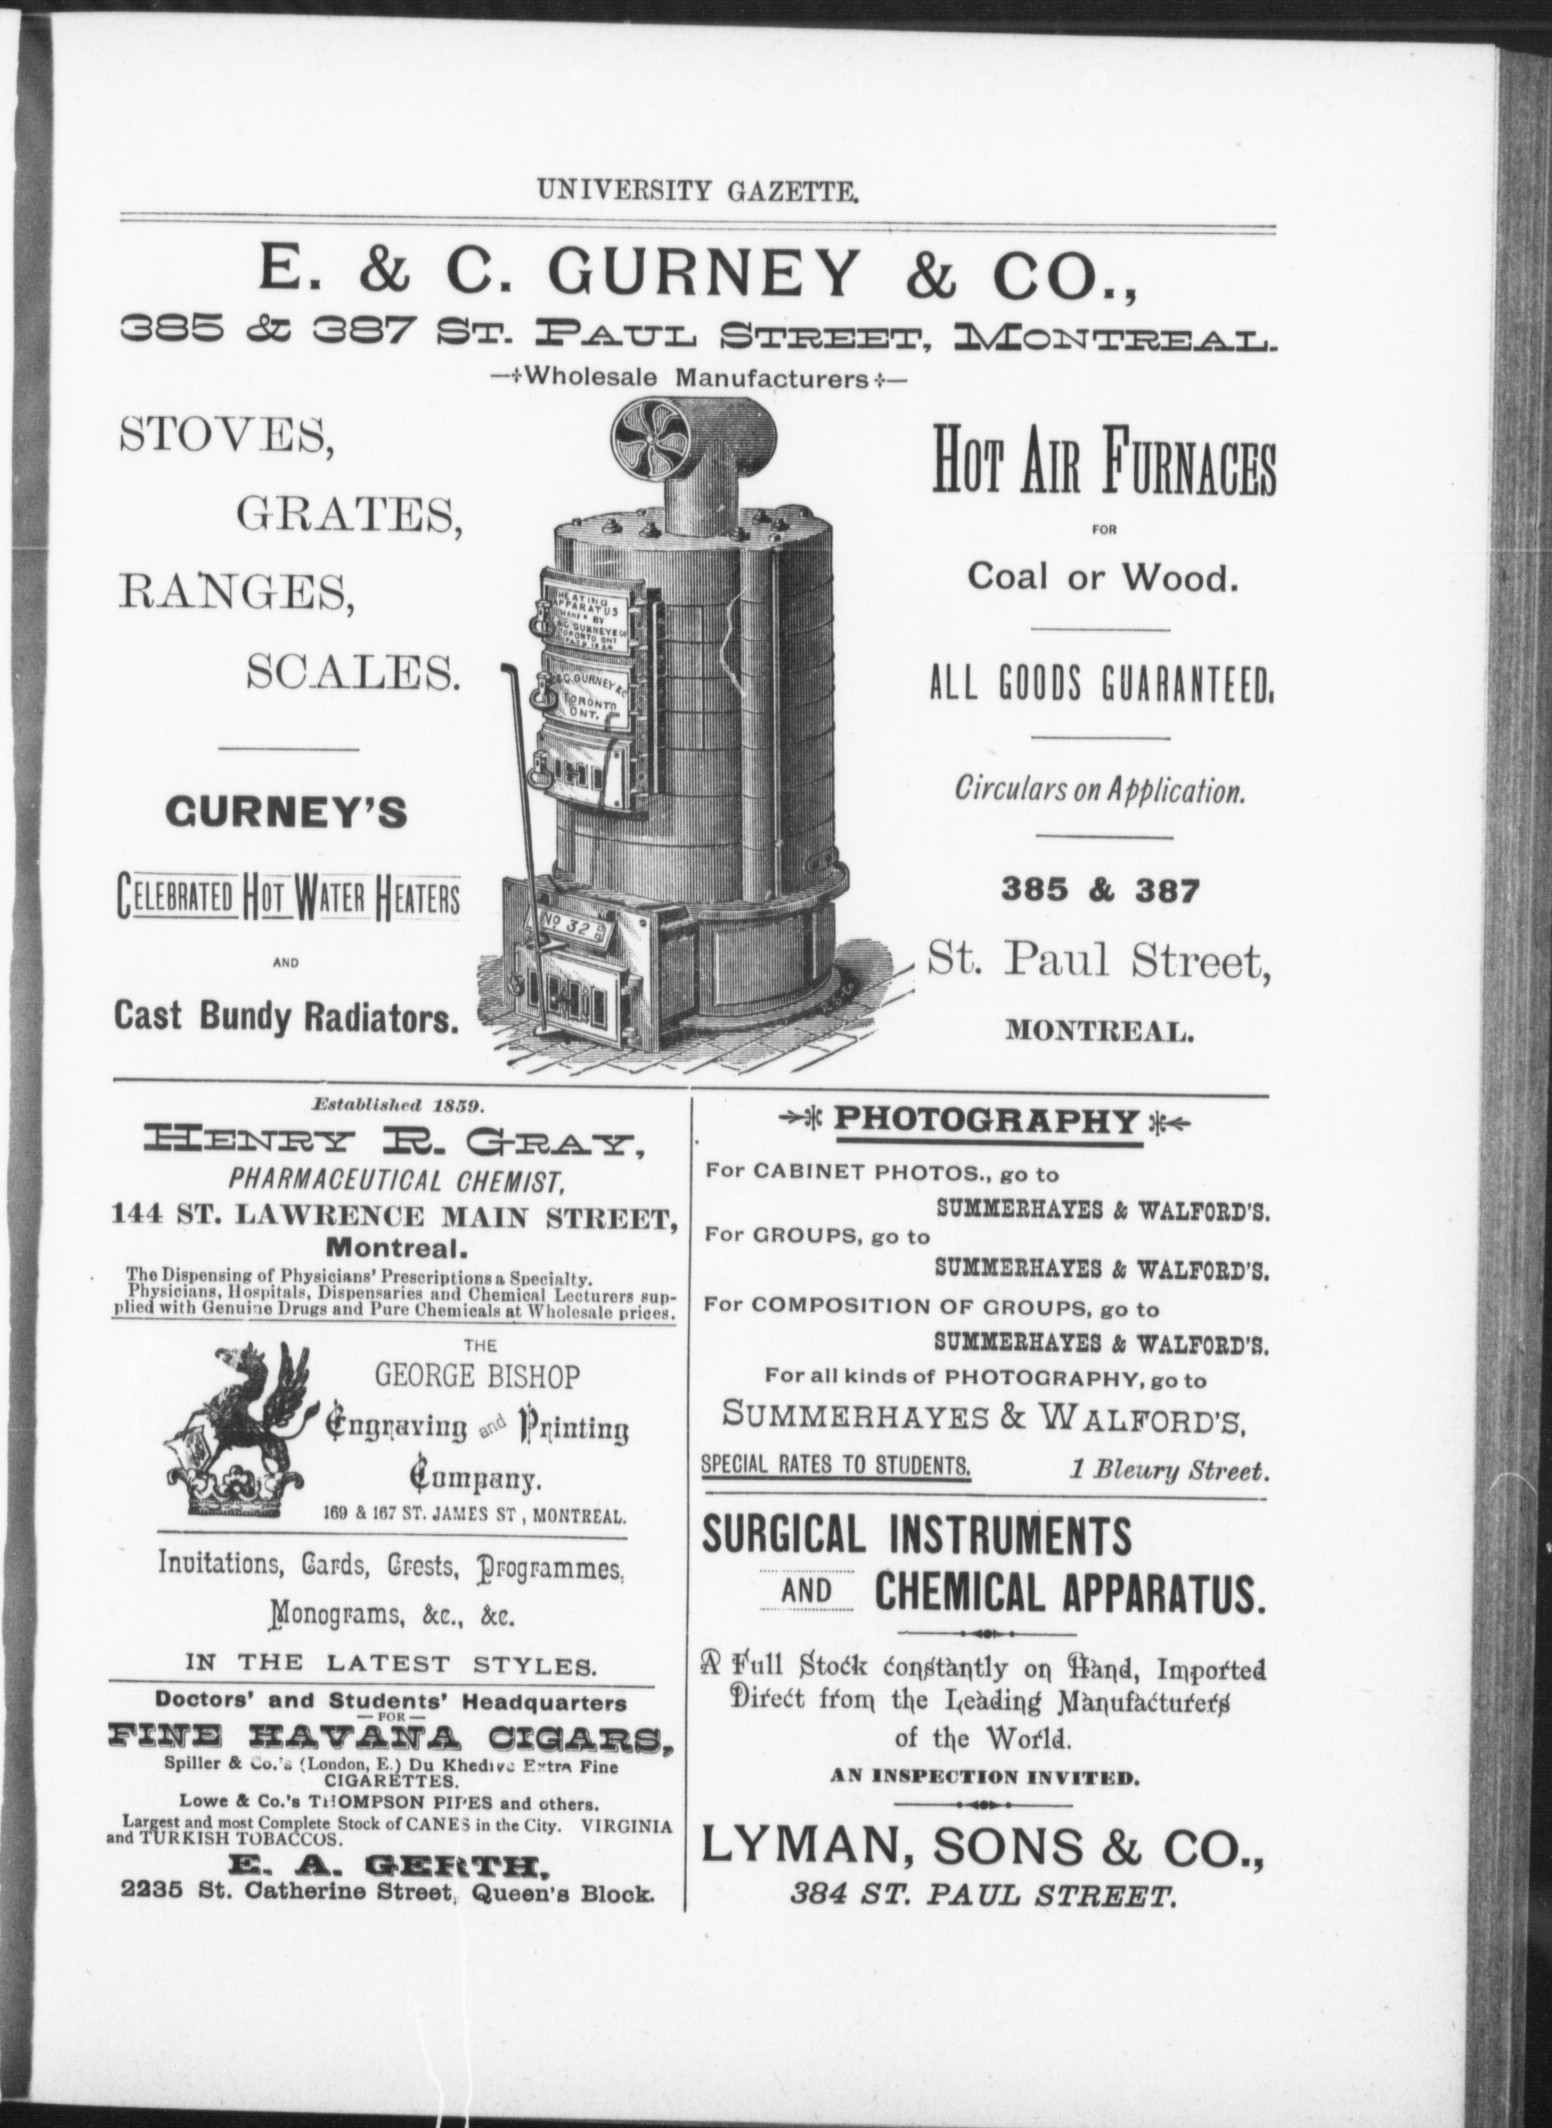 UNIVERSITY GAZETTE.
E. & C. GURNEY & CO.,
385 & 387 ST. PAUL STREET, MONTREAL.
Wholesale Manufacturers
STOVES,
GRATES,
RANGES,
SCALES.
GURNEY'S
CELEBRATED HOT WATER HEATERS
AND
Cast Bundy Radiators.
HEATING
APPARATUS
BY
GURNEY & CO
TORONTO ONT
& C. GURNEY & C
TORONTO
ONT.
NO 32
HOT AIR FURNACES
FOR
Coal or Wood.
ALL GOODS GUARANTEED,
Circulars on Application.
385 & 387
St. Paul Street,
MONTREAL.
Established 1859.
HENRY R. GRAY,
PHARMACEUTICAL CHEMIST,
144 ST. LAWRENCE MAIN STREET,
Montreal.
The Dispensing of Physicians' Prescriptions a Specialty.
Physicians, Hospitals, Dispensaries and Chemical Lecturers sup-
plied with Genuine Drugs and Pure Chemicals at Wholesale prices.
THE
GEORGE BISHOP
Engraving and Printing
Company.
169 & 167 ST. JAMES ST, MONTREAL.
Invitations, Cards, Crests, Programmes,
Monograms, &c., &c.
IN THE LATEST STYLES.
Doctors' and Students' Headquarters
— FOR —
FINE HAVANA CIGARS,
Spiller & Co.'s (London, E.) Du Khedive Extra Fine
CIGARETTES.
Lowe & Co.'s THOMPSON PIPES and others.
Largest and most Complete Stock of CANES in the City. VIRGINIA
and TURKISH TOBACCOS.
E. A. GERTH,
2235 St. Catherine Street, Queen's Block.
PHOTOGRAPHY
For CABINET PHOTOS., go to
SUMMERHAYES & WALFORD'S.
For GROUPS, go to
SUMMERHAYES & WALFORD'S.
For COMPOSITION OF GROUPS, go to
SUMMERHAYES & WALFORD'S.
For all kinds of PHOTOGRAPHY, go to
SUMMERHAYES & WALFORD'S,
SPECIAL RATES TO STUDENTS. 1 Bleury Street.
SURGICAL INSTRUMENTS
AND CHEMICAL APPARATUS.
A Full Stock constantly on Hand, Imported
Direct from the Leading Manufacturers
of the World.
AN INSPECTION INVITED.
LYMAN, SONS & CO.,
384 ST. PAUL STREET.